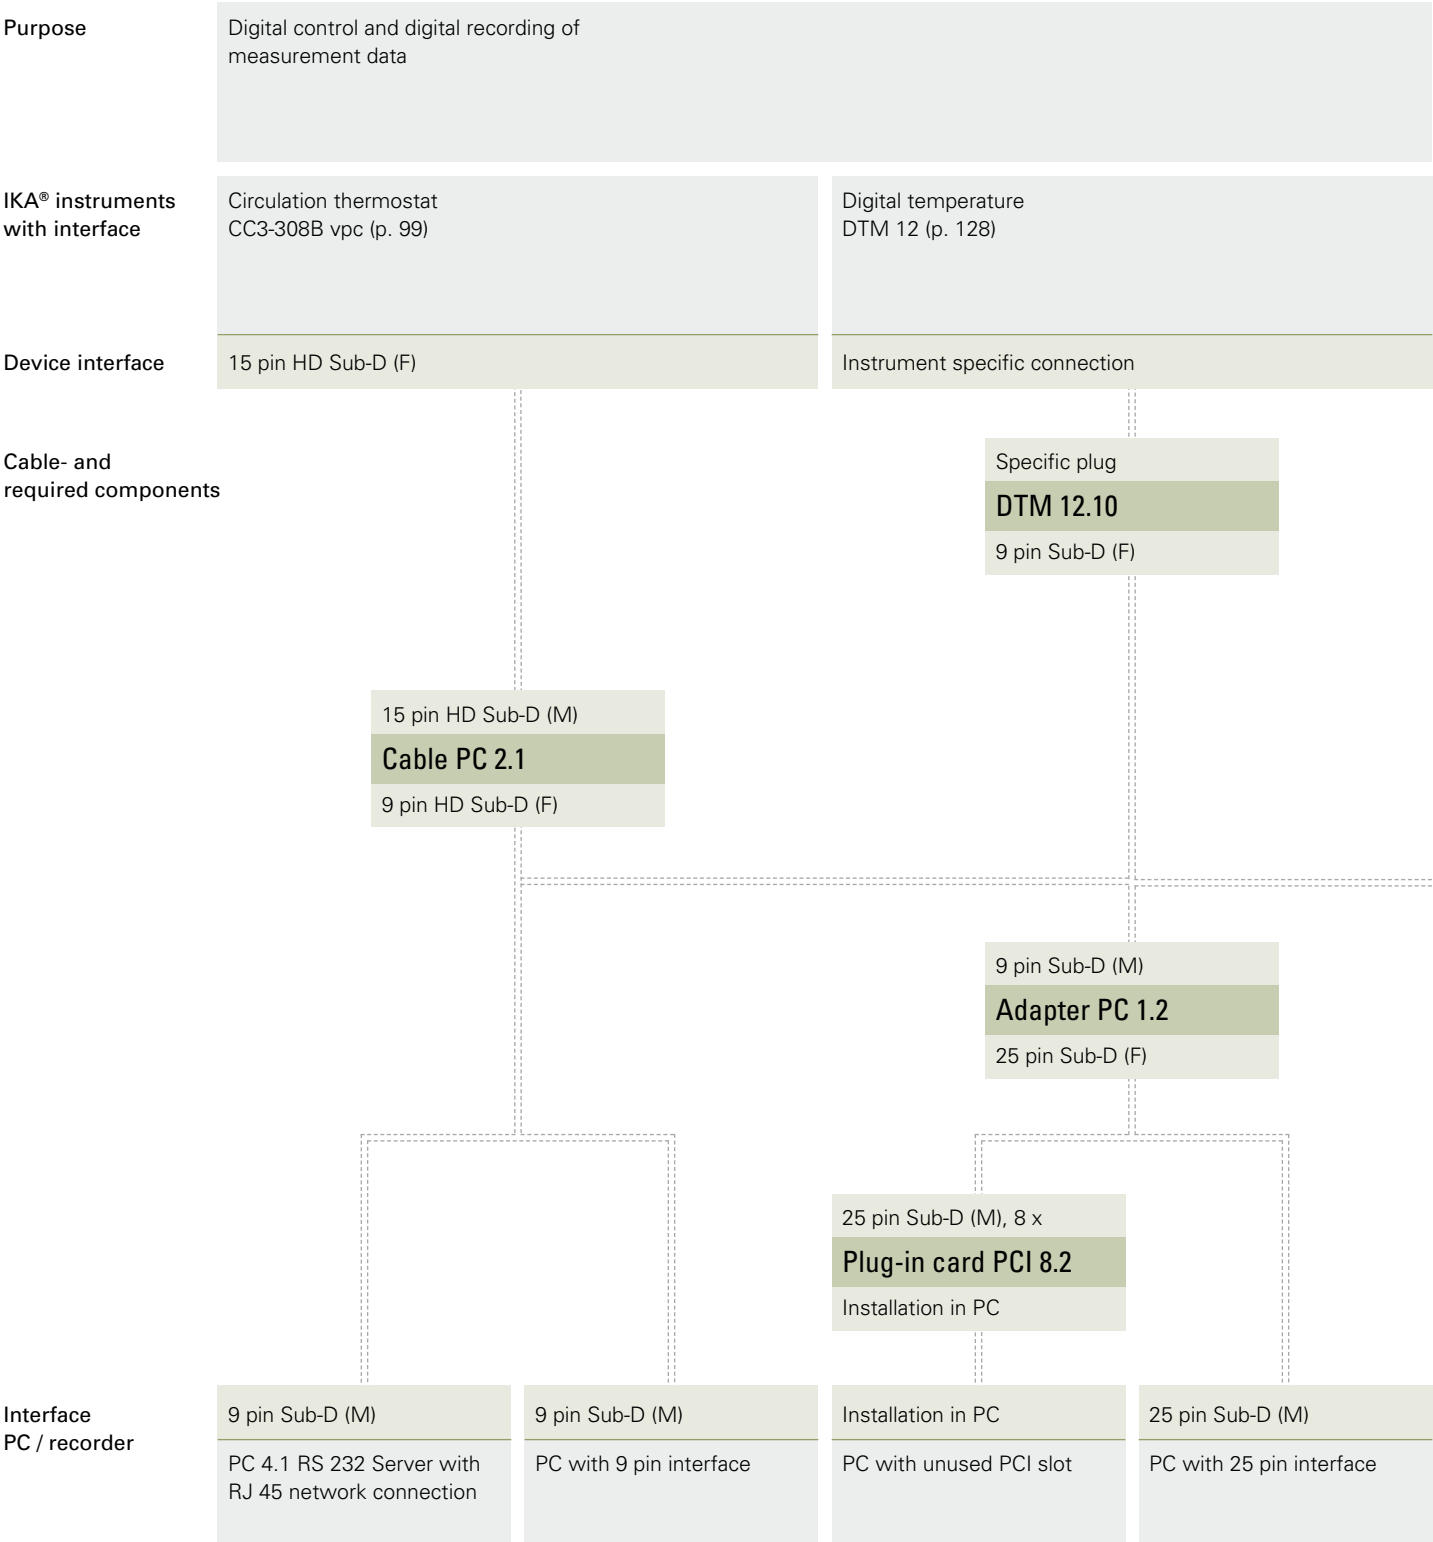 Purpose
Digital control and digital recording of
measurement data
IKA® instruments
with interface
Circulation thermostat
CC3-308B vpc (p. 99)
Digital temperature
DTM 12 (p. 128)
Device interface
15 pin HD Sub-D (F)
Instrument specific connection
Cable- and
required components
Specific plug
DTM 12.10
9 pin Sub-D (F)
15 pin HD Sub-D (M)
Cable PC 2.1
9 pin HD Sub-D (F)
9 pin Sub-D (M)
Adapter PC 1.2
25 pin Sub-D (F)
25 pin Sub-D (M), 8 x
Plug-in card PCI 8.2
Installation in PC
Interface
PC / recorder
9 pin Sub-D (M)
PC 4.1 RS 232 Server with
RJ 45 network connection
9 pin Sub-D (M)
PC with 9 pin interface
Installation in PC
PC with unused PCI slot
25 pin Sub-D (M)
PC with 25 pin interface